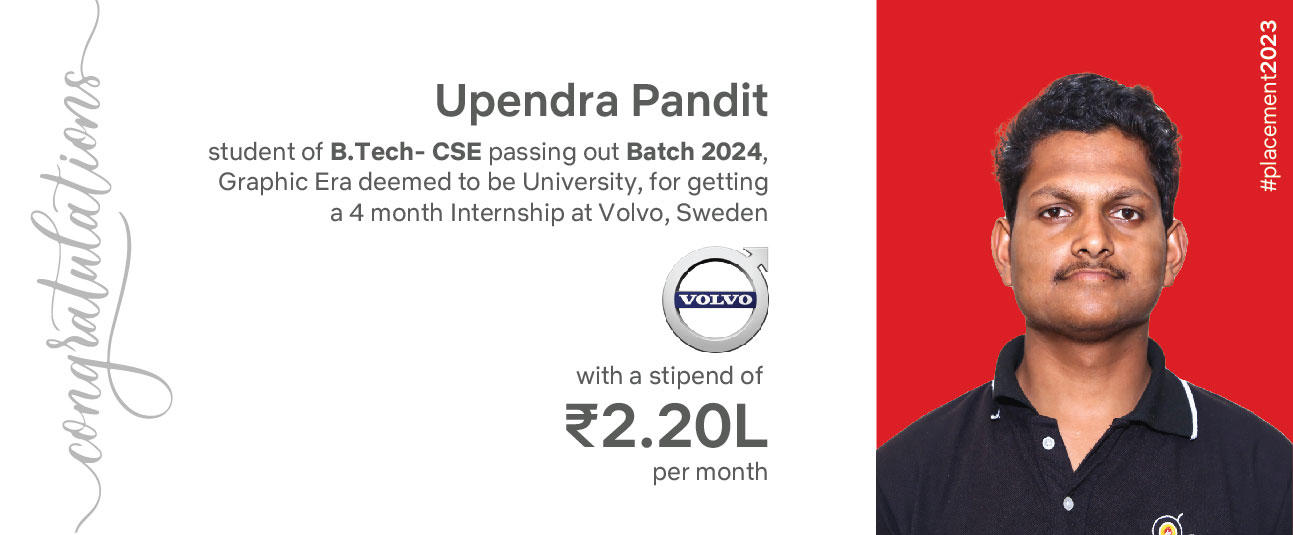 congratulations
Upendra Pandit
student of B.Tech- CSE passing out Batch 2024,
Graphic Era deemed to be University, for getting
a 4 month Internship at Volvo, Sweden
VOLVO
with a stipend of
₹2.20L
per month
#placement2023